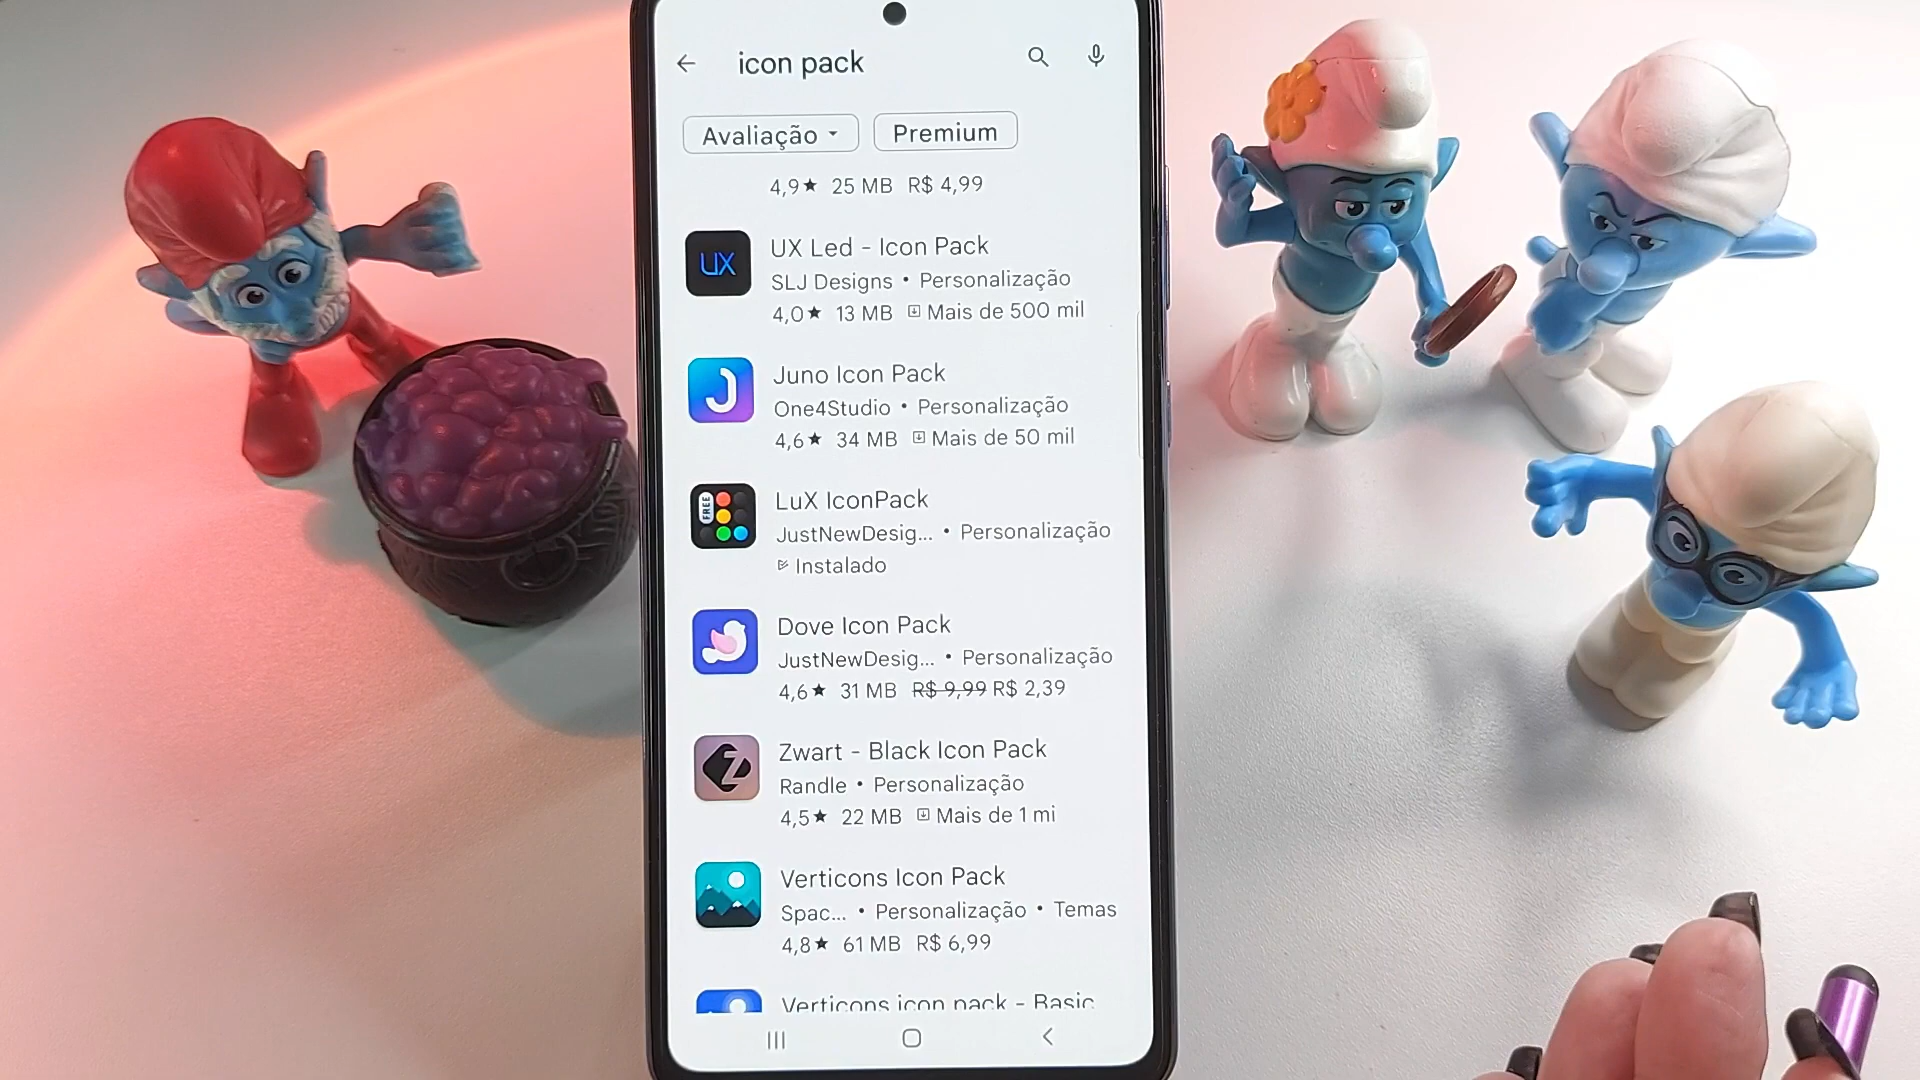 icon pack
Avaliação
Premium
4,9★ 25 MB R$ 4,99
UX
UX Led - Icon Pack
SLJ Designs • Personalização
4,0★ 13 MB Mais de 500 mil
J
Juno Icon Pack
One4Studio • Personalização
4,6★ 34 MB Mais de 50 mil
FREE
LuX IconPack
JustNewDesig... • Personalização
Instalado
Dove Icon Pack
JustNewDesig... • Personalização
4,6★ 31 MB R$ 9,99 R$ 2,39
Z
Zwart - Black Icon Pack
Randle • Personalização
4,5★ 22 MB Mais de 1 mi
Verticons Icon Pack
Spac... • Personalização • Temas
4,8★ 61 MB R$ 6,99
Verticons icon pack - Basic